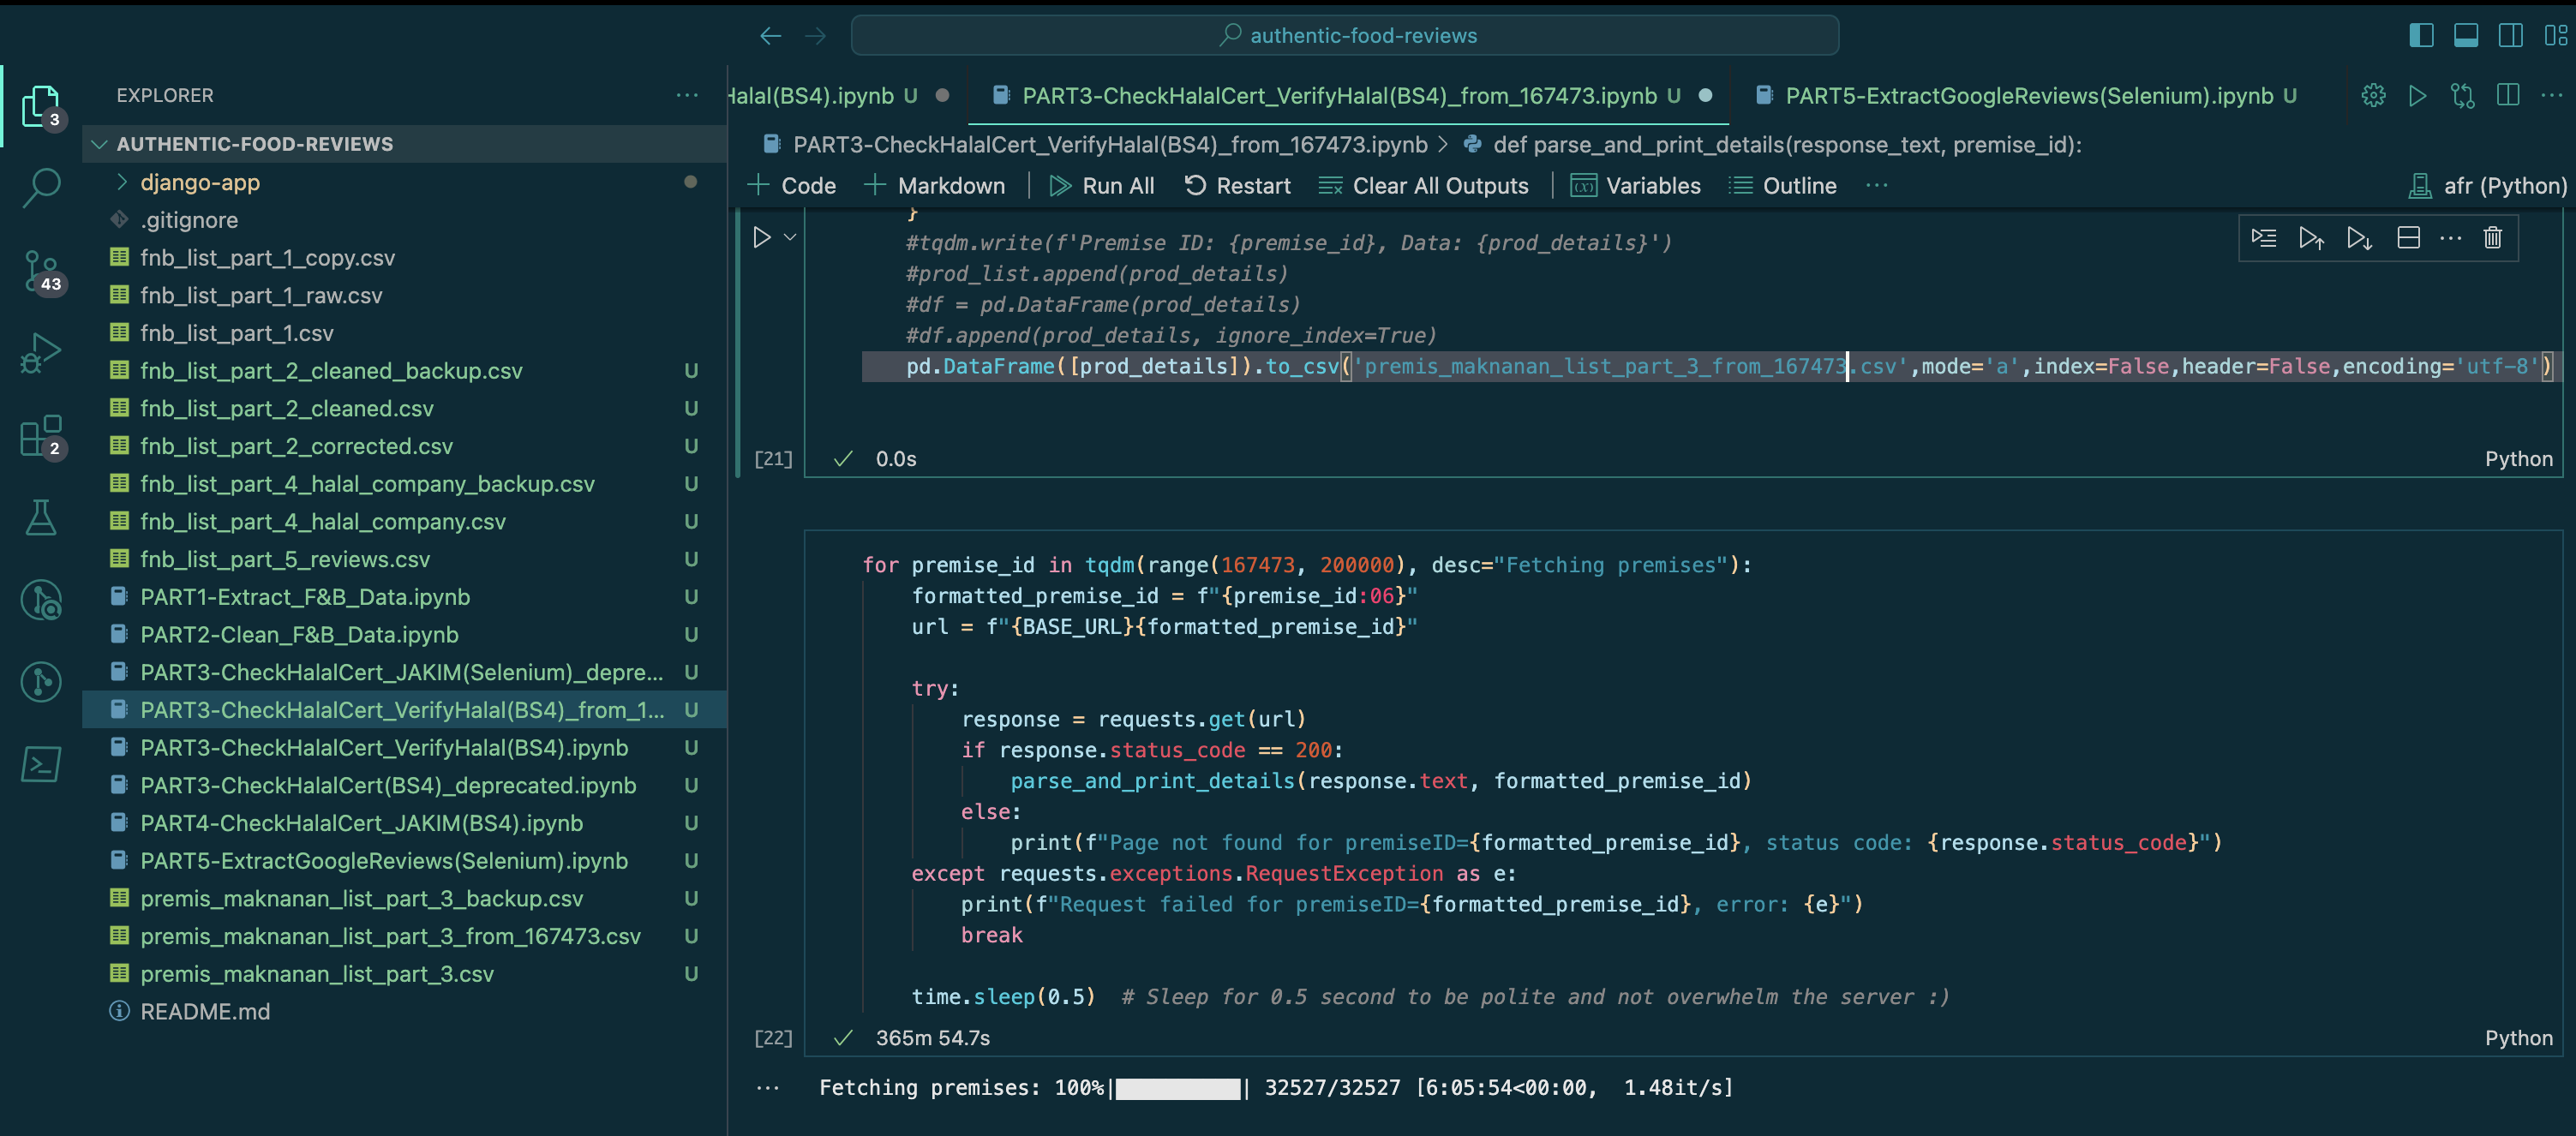 authentic-food-reviews
EXPLORER
3
AUTHENTIC-FOOD-REVIEWS
django-app
.gitignore
fnb_list_part_1_copy.csv
43
fnb_list_part_1_raw.csv
fnb_list_part_1.csv
fnb_list_part_2_cleaned_backup.csv U
fnb_list_part_2_cleaned.csv U
fnb_list_part_2_corrected.csv U
2
fnb_list_part_4_halal_company_backup.csv U
fnb_list_part_4_halal_company.csv U
fnb_list_part_5_reviews.csv U
PART1-Extract_F&B_Data.ipynb U
PART2-Clean_F&B_Data.ipynb U
PART3-CheckHalalCert_JAKIM(Selenium)_depre... U
PART3-CheckHalalCert_VerifyHalal(BS4)_from_1... U
PART3-CheckHalalCert_VerifyHalal(BS4).ipynb U
PART3-CheckHalalCert(BS4)_deprecated.ipynb U
PART4-CheckHalalCert_JAKIM(BS4).ipynb U
PART5-ExtractGoogleReviews(Selenium).ipynb U
premis_maknanan_list_part_3_backup.csv U
premis_maknanan_list_part_3_from_167473.csv U
premis_maknanan_list_part_3.csv U
README.md
Halal(BS4).ipynb U PART3-CheckHalalCert_VerifyHalal(BS4)_from_167473.ipynb U PART5-ExtractGoogleReviews(Selenium).ipynb U
PART3-CheckHalalCert_VerifyHalal(BS4)_from_167473.ipynb > def parse_and_print_details(response_text, premise_id):
Code Markdown Run All Restart Clear All Outputs Variables Outline ... afr (Python)
}
#tqdm.write(f'Premise ID: {premise_id}, Data: {prod_details}')
#prod_list.append(prod_details)
#df = pd.DataFrame(prod_details)
#df.append(prod_details, ignore_index=True)
pd.DataFrame([prod_details]).to_csv('premis_maknanan_list_part_3_from_167473.csv',mode='a',index=False,header=False,encoding='utf-8')
[21] 0.0s Python
for premise_id in tqdm(range(167473, 200000), desc="Fetching premises"):
formatted_premise_id = f"{premise_id:06}"
url = f"{BASE_URL}{formatted_premise_id}"
try:
response = requests.get(url)
if response.status_code == 200:
parse_and_print_details(response.text, formatted_premise_id)
else:
print(f"Page not found for premiseID={formatted_premise_id}, status code: {response.status_code}")
except requests.exceptions.RequestException as e:
print(f"Request failed for premiseID={formatted_premise_id}, error: {e}")
break
time.sleep(0.5) # Sleep for 0.5 second to be polite and not overwhelm the server :)
[22] 365m 54.7s Python
... Fetching premises: 100%| | 32527/32527 [6:05:54<00:00, 1.48it/s]